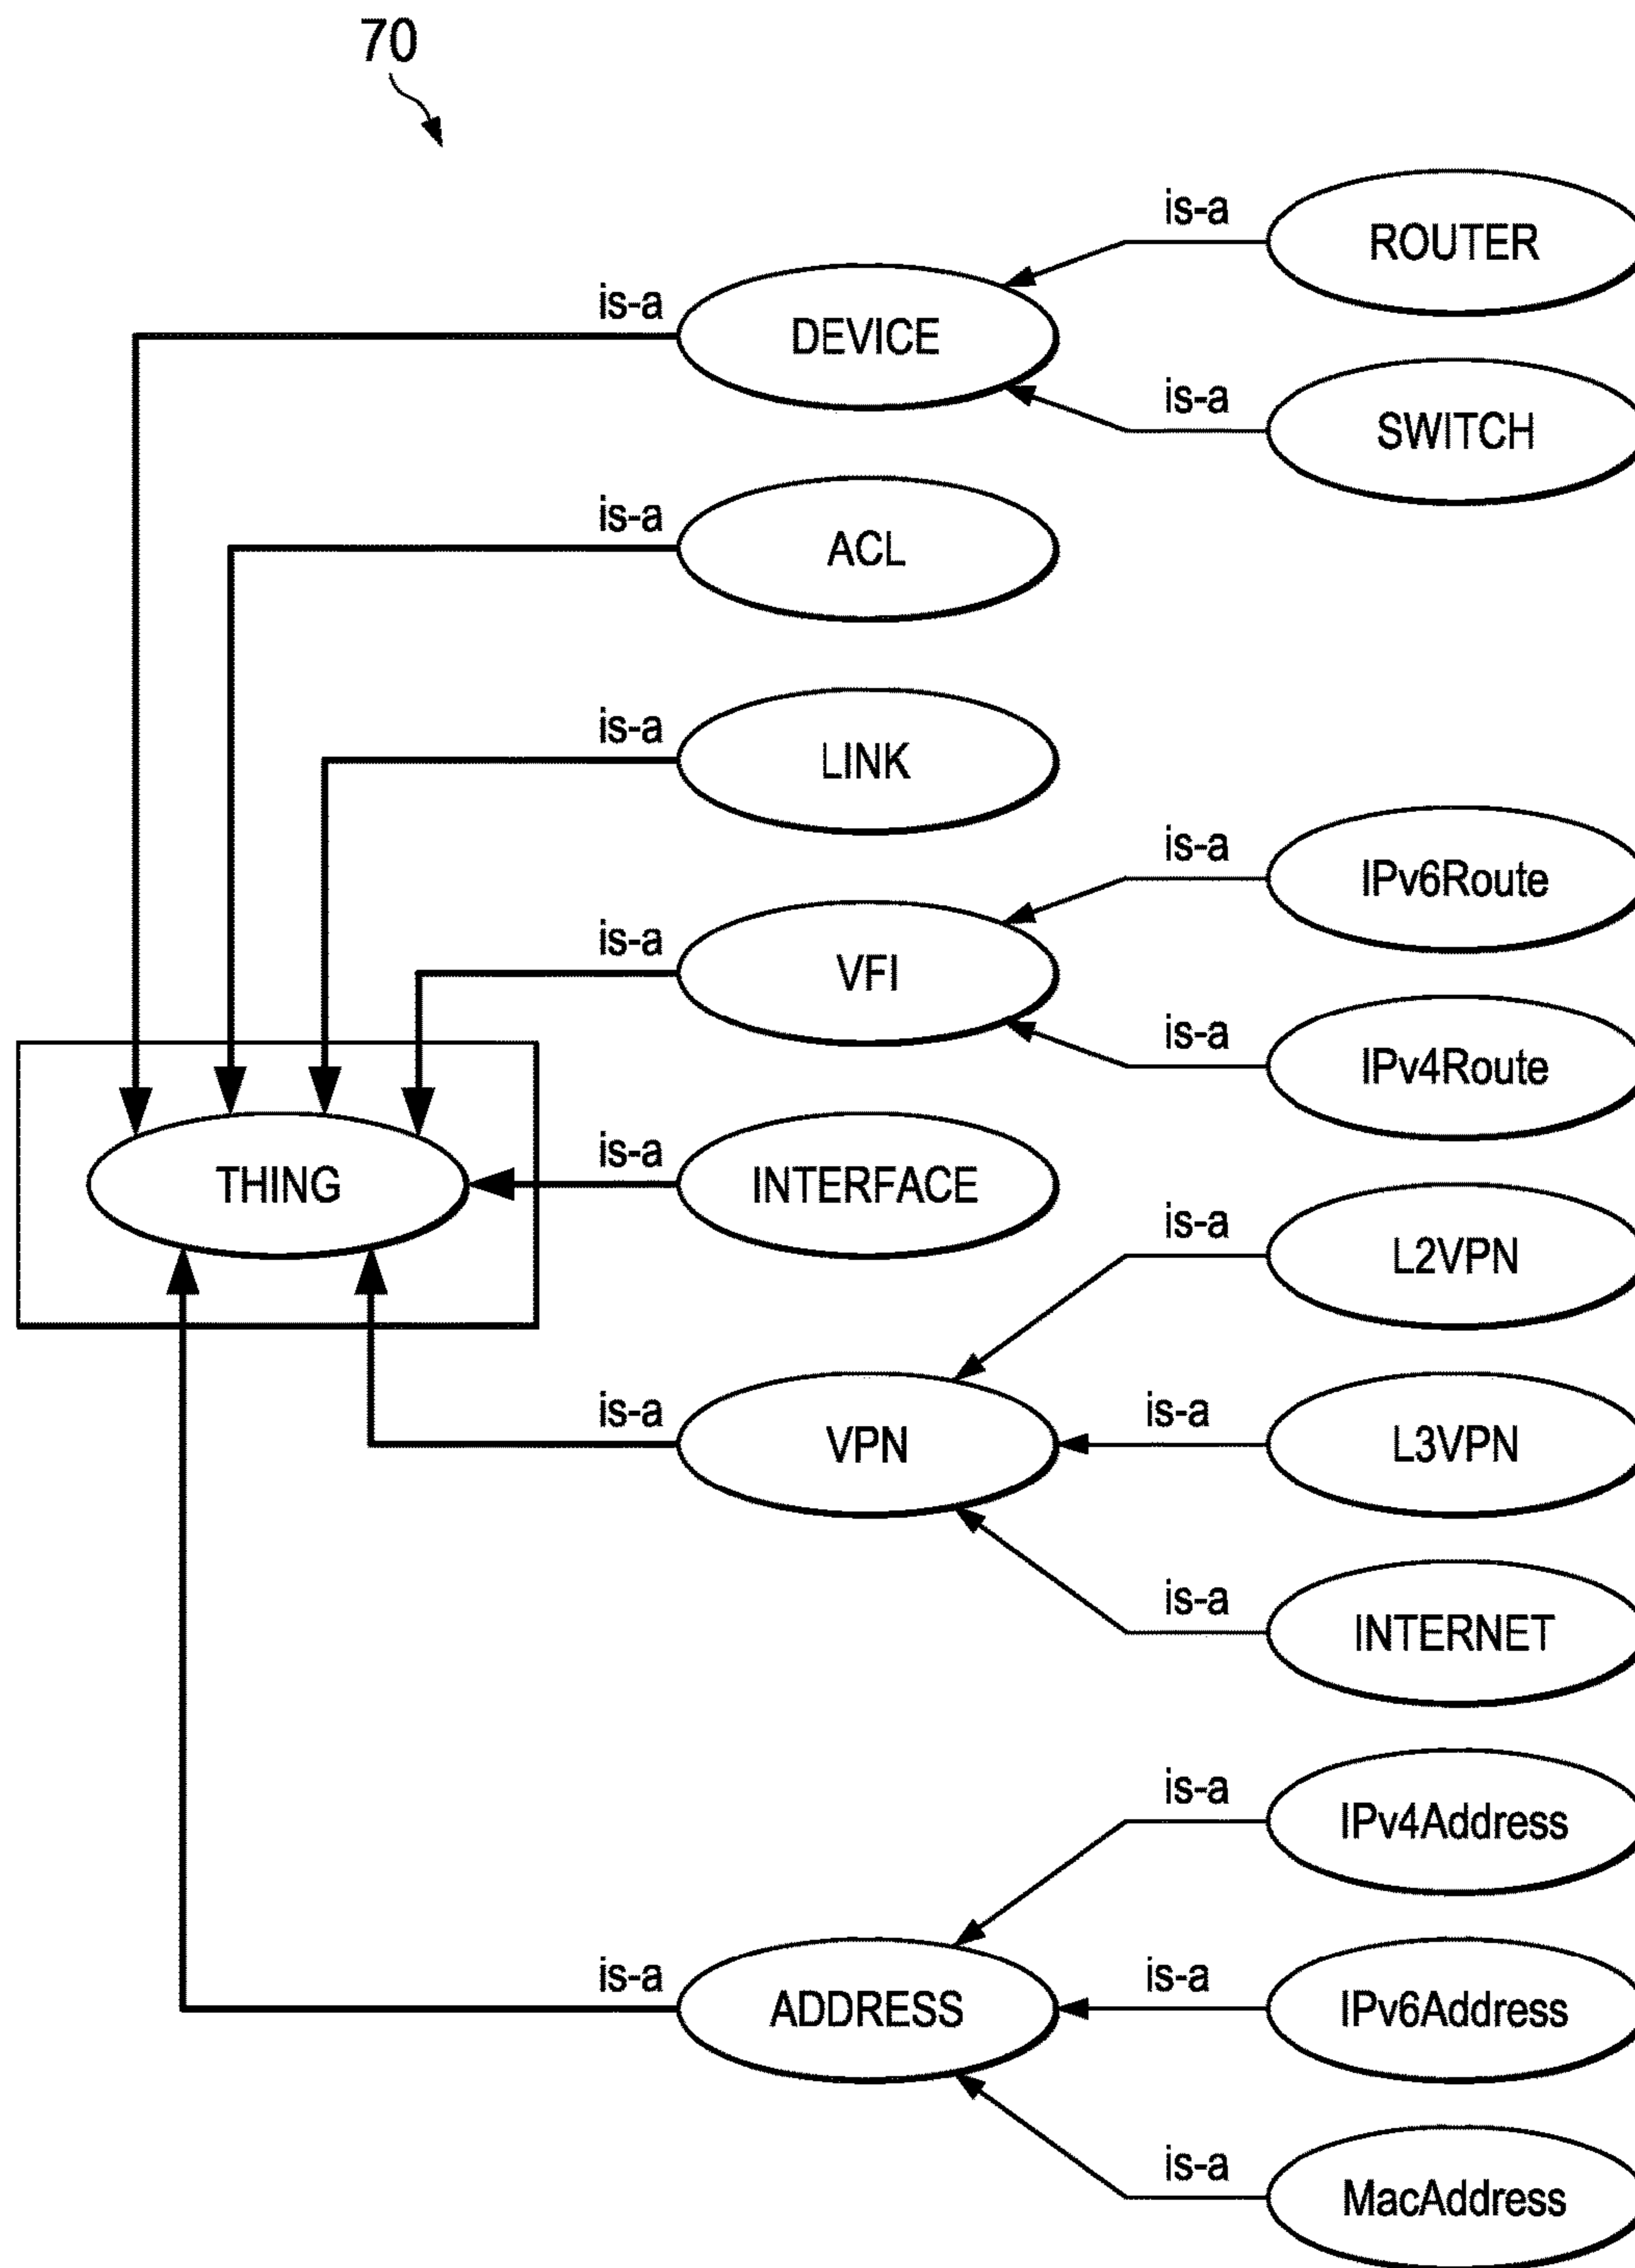 70
is-a
ROUTER
is-a
DEVICE
is-a
SWITCH
is-a
ACL
is-a
LINK
is-a
IPv6Route
is-a
VFI
is-a
IPv4Route
THING
is-a
INTERFACE
is-a
L2VPN
is-a
VPN
is-a
L3VPN
is-a
INTERNET
is-a
IPv4Address
is-a
ADDRESS
is-a
IPv6Address
is-a
MacAddress